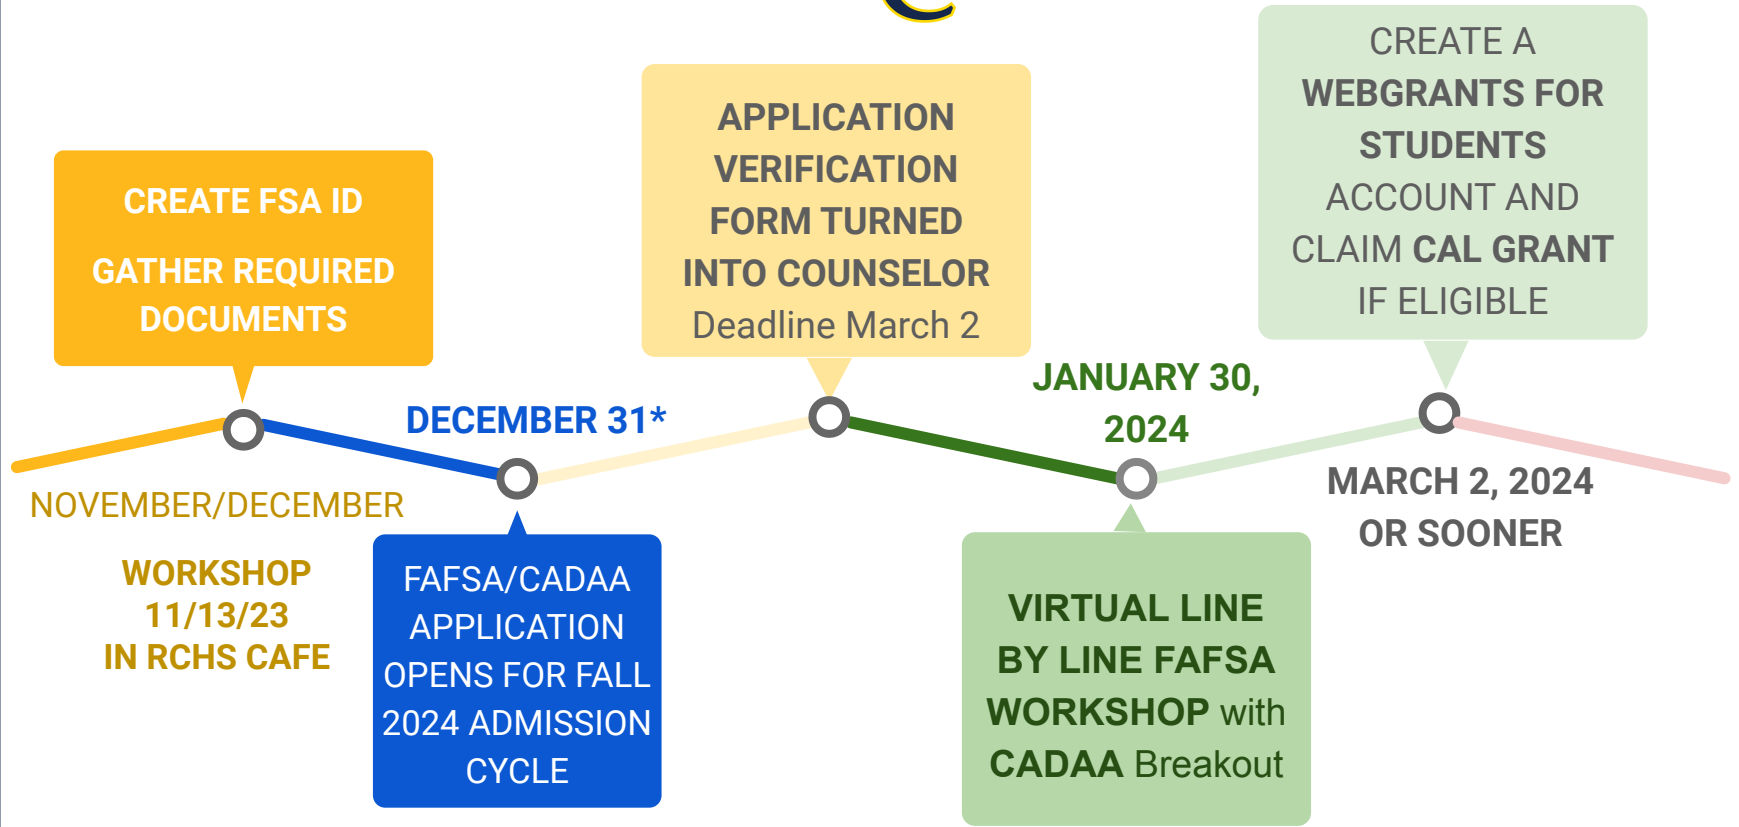 CREATE FSA ID
GATHER REQUIRED
DOCUMENTS
NOVEMBER/DECEMBER
WORKSHOP
11/13/23
IN RCHS CAFE
DECEMBER 31*
FAFSA/CADAA
APPLICATION
OPENS FOR FALL
2024 ADMISSION
CYCLE
APPLICATION
VERIFICATION
FORM TURNED
INTO COUNSELOR
Deadline March 2
JANUARY 30,
2024
VIRTUAL LINE
BY LINE FAFSA
WORKSHOP with
CADAA Breakout
CREATE A
WEBGRANTS FOR
STUDENTS
ACCOUNT AND
CLAIM CAL GRANT
IF ELIGIBLE
MARCH 2, 2024
OR SOONER